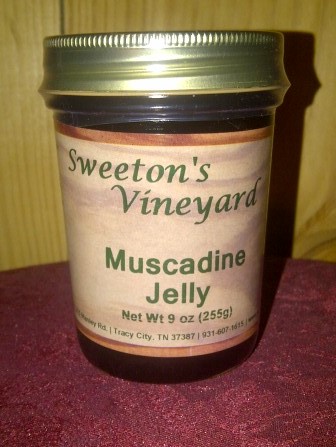 Sweeton's
Vineyard
Muscadine
Jelly
Net Wt 9 oz (255g)
Rd. | Tracy City, TN 37387 | 931-607-1615 |